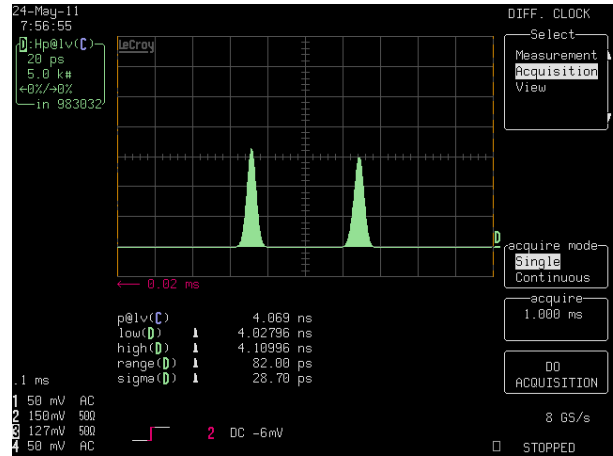 24-May-11
7:56:55
DIFF. CLOCK
D:Hp@lv(C)
20 ps
5.0 k#
←0%/→0%
in 983032
LeCroy
Select
Measurement
Acquisition
View
D
← 0.02 ms
acquire mode
Single
Continuous
acquire
1.000 ms
DO
ACQUISITION
p@lv(C) 4.069 ns
low(D) 4.02796 ns
high(D) 4.10996 ns
range(D) 82.00 ps
sigma(D) 28.70 ps
.1 ms
1 50 mV AC
2 150mV 50Ω
3 127mV 50Ω
4 50 mV AC
2 DC -6mV
8 GS/s
STOPPED